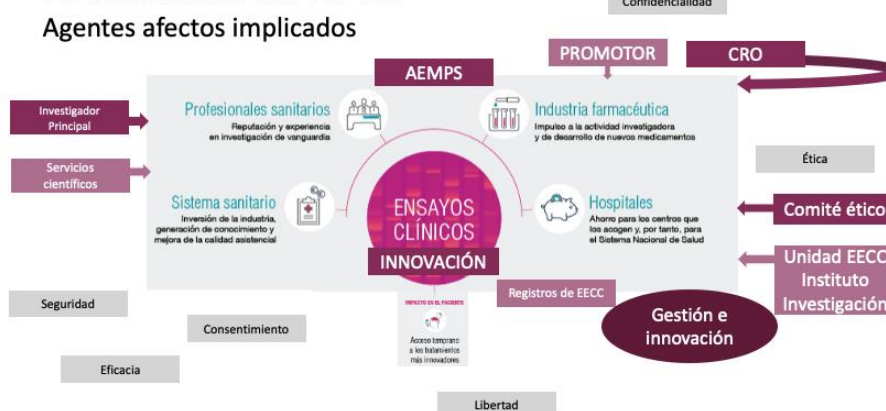 Confidencialidad
Agentes afectos implicados
PROMOTOR
CRO
AEMPS
Investigador
Principal
Profesionales sanitarios
Reputación y experiencia
en investigación de vanguardia
Industria farmacéutica
Impulso a la actividad investigadora
y de desarrollo de nuevos medicamentos
Servicios
científicos
Ética
Sistema sanitario
Inversión de la industria,
generación de conocimiento y
mejora de la calidad asistencial
ENSAYOS
CLÍNICOS
INNOVACIÓN
Hospitales
Ahorro para los centros que
los acogen y, por tanto, para
el Sistema Nacional de Salud
Comité ético
Unidad EECC
Instituto
Investigación
Registros de EECC
Gestión e
innovación
Seguridad
Consentimiento
IMPACTO EN EL PACIENTE
Acceso temprano
a los tratamientos
más innovadores
Eficacia
Libertad